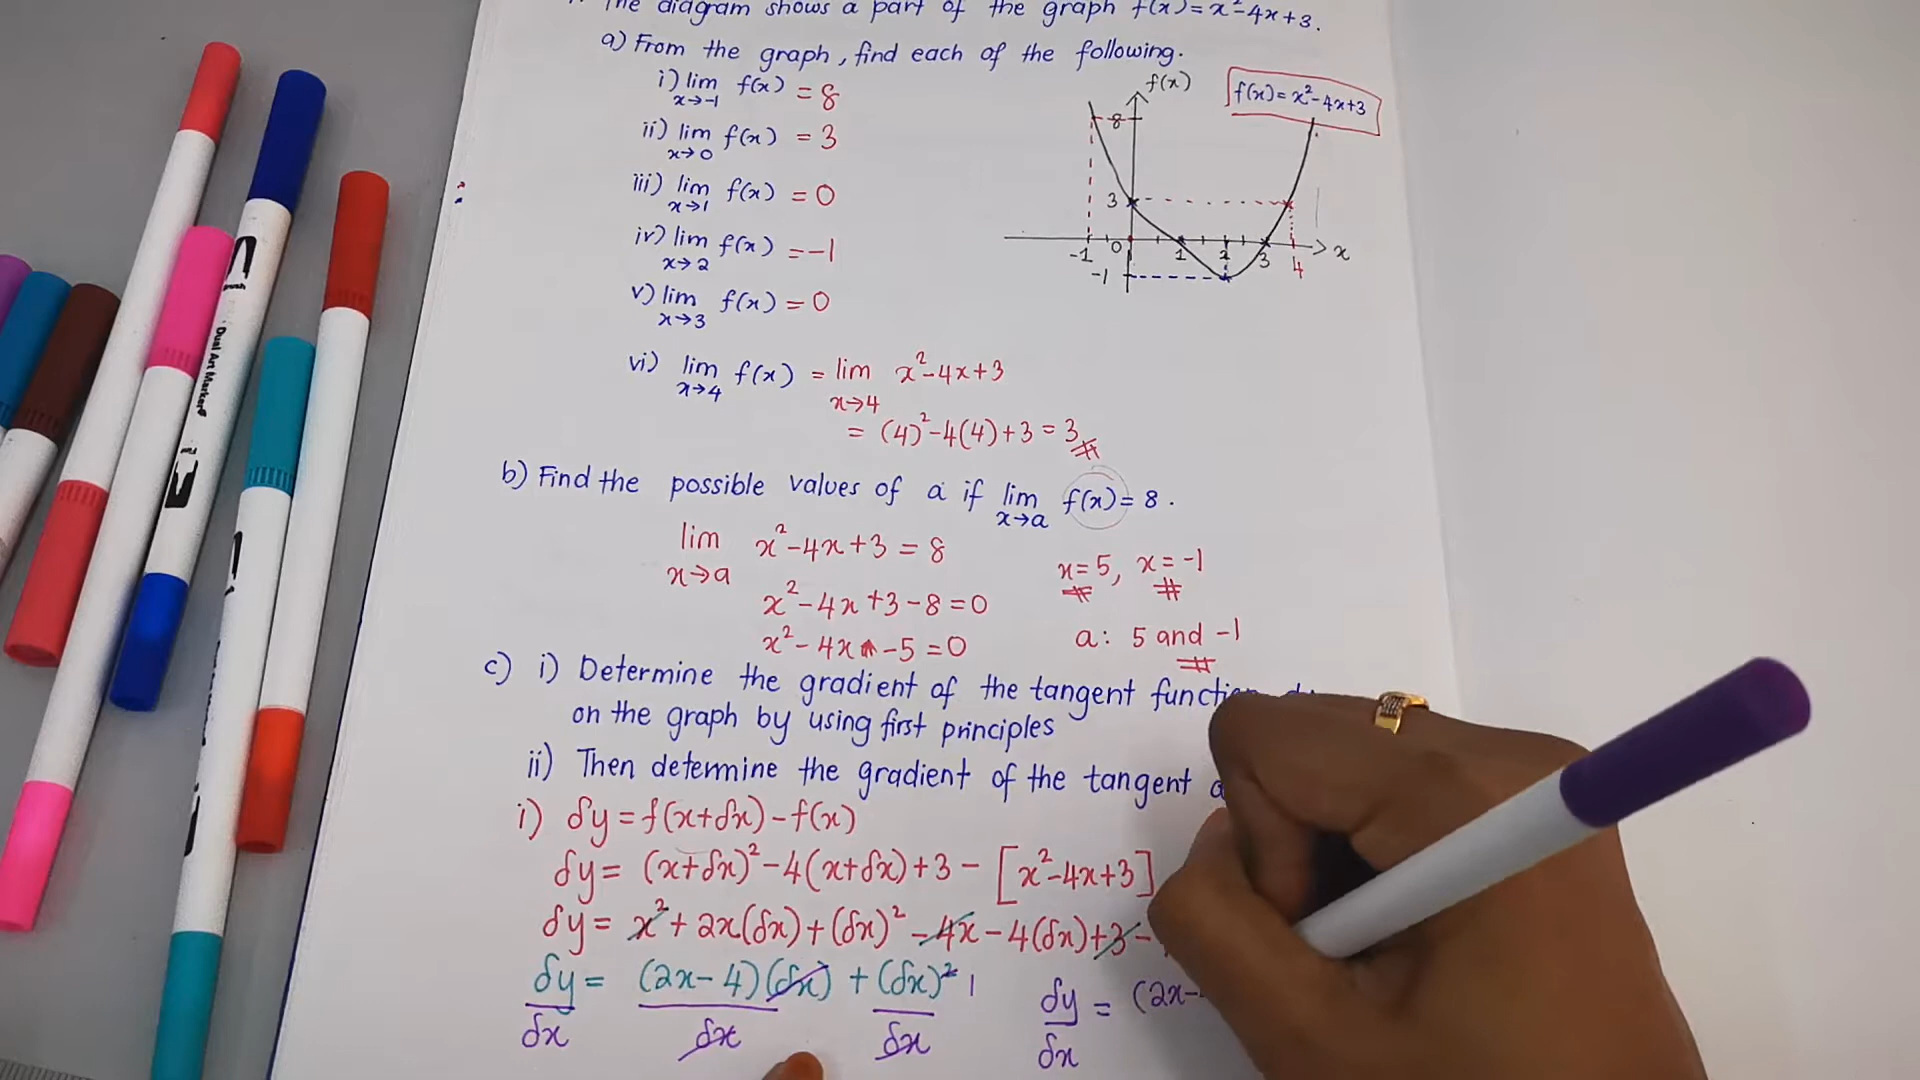 The diagram shows a part of the graph f(x) = x²-4x+3.
a) From the graph, find each of the following.
i) lim x→-1 f(x) = 8
ii) lim x→0 f(x) = 3
iii) lim x→1 f(x) = 0
iv) lim x→2 f(x) = -1
v) lim x→3 f(x) = 0
vi) lim x→4 f(x) = lim x→4 x²-4x+3
= (4)²-4(4)+3 = 3
f(x)
f(x) = x²-4x+3
8
3
-1 0 1 2 3 4 x
-1
b) Find the possible values of a if lim x→a f(x) = 8.
lim x→a x²-4x+3 = 8
x²-4x+3-8=0
x²-4x-5=0
x=5, x=-1
a: 5 and -1
c) i) Determine the gradient of the tangent function
on the graph by using first principles
ii) Then determine the gradient of the tangent
i) δy = f(x+δx)-f(x)
δy = (x+δx)²-4(x+δx)+3-[x²-4x+3]
δy = x²+2x(δx)+(δx)²-4x-4(δx)+3-
δy/δx = (2x-4)(δx)/δx + (δx)²/δx
δy/δx = (2x-
Dual Art Marker